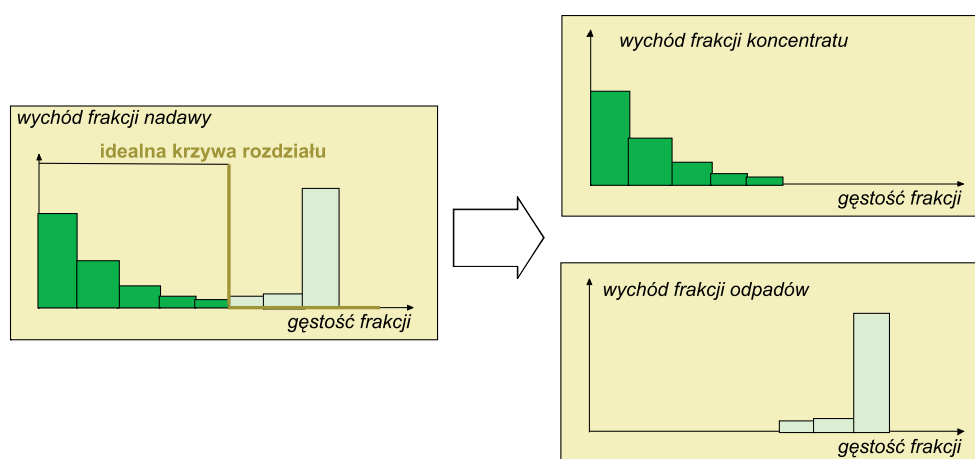 wychód frakcji nadawy
idealna krzywa rozdziału
gęstość frakcji
wychód frakcji koncentratu
gęstość frakcji
wychód frakcji odpadów
gęstość frakcji